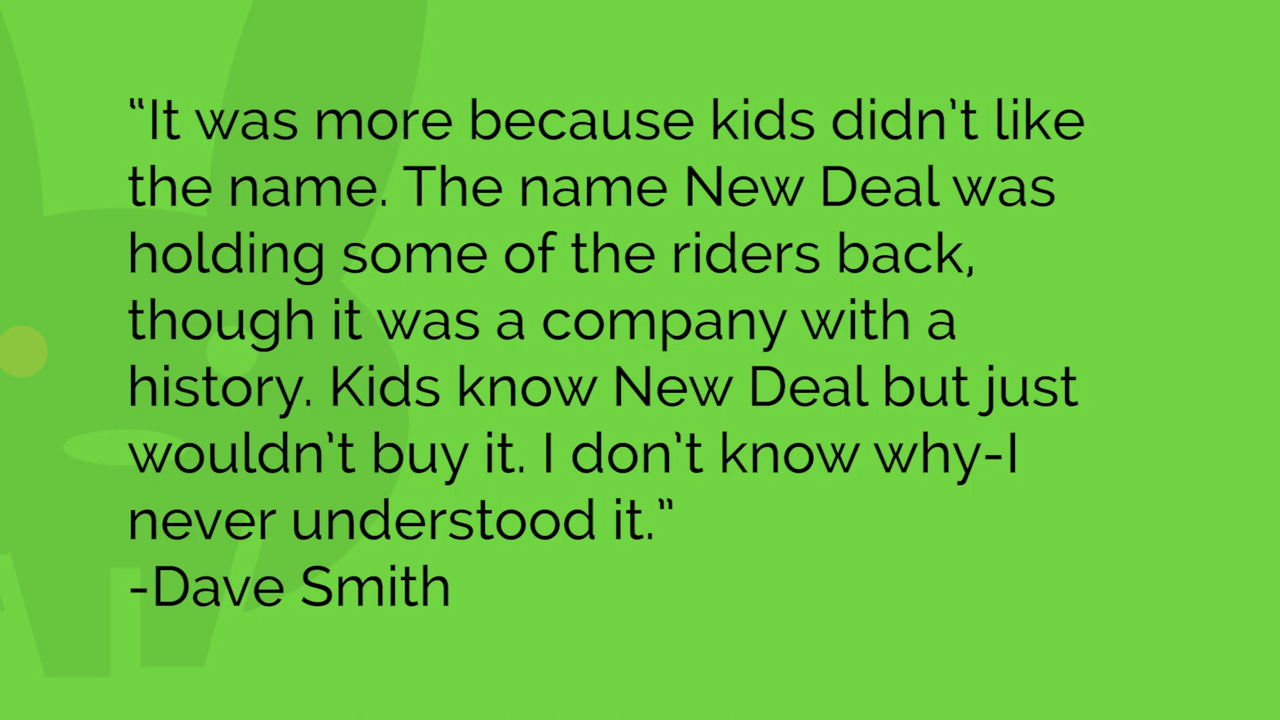 “It was more because kids didn’t like
the name. The name New Deal was
holding some of the riders back,
though it was a company with a
history. Kids know New Deal but just
wouldn’t buy it. I don’t know why-I
never understood it.”
-Dave Smith